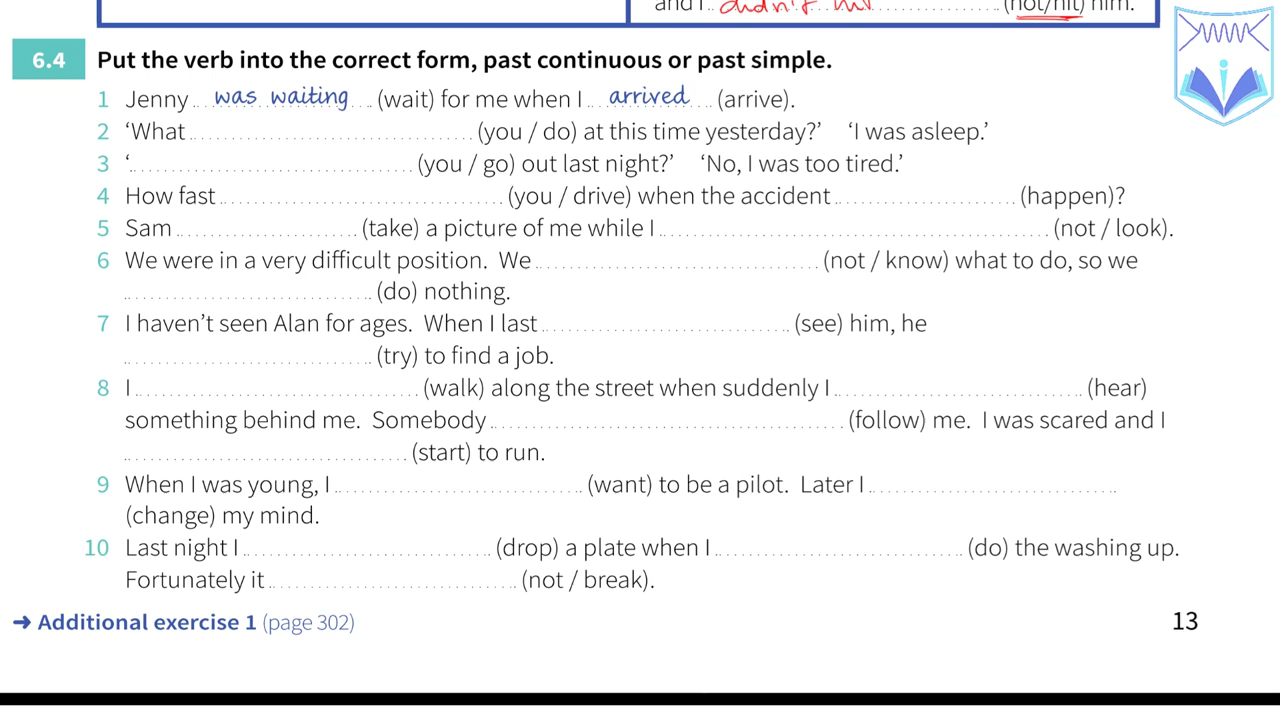 and I didn't (not/hit) him.
6.4 Put the verb into the correct form, past continuous or past simple.
1 Jenny was waiting (wait) for me when I arrived (arrive).
2 ‘What (you / do) at this time yesterday?’ ‘I was asleep.’
3 ‘ (you / go) out last night?’ ‘No, I was too tired.’
4 How fast (you / drive) when the accident (happen)?
5 Sam (take) a picture of me while I (not / look).
6 We were in a very difficult position. We (not / know) what to do, so we
(do) nothing.
7 I haven’t seen Alan for ages. When I last (see) him, he
(try) to find a job.
8 I (walk) along the street when suddenly I (hear)
something behind me. Somebody (follow) me. I was scared and I
(start) to run.
9 When I was young, I (want) to be a pilot. Later I
(change) my mind.
10 Last night I (drop) a plate when I (do) the washing up.
Fortunately it (not / break).
➜ Additional exercise 1 (page 302)
13